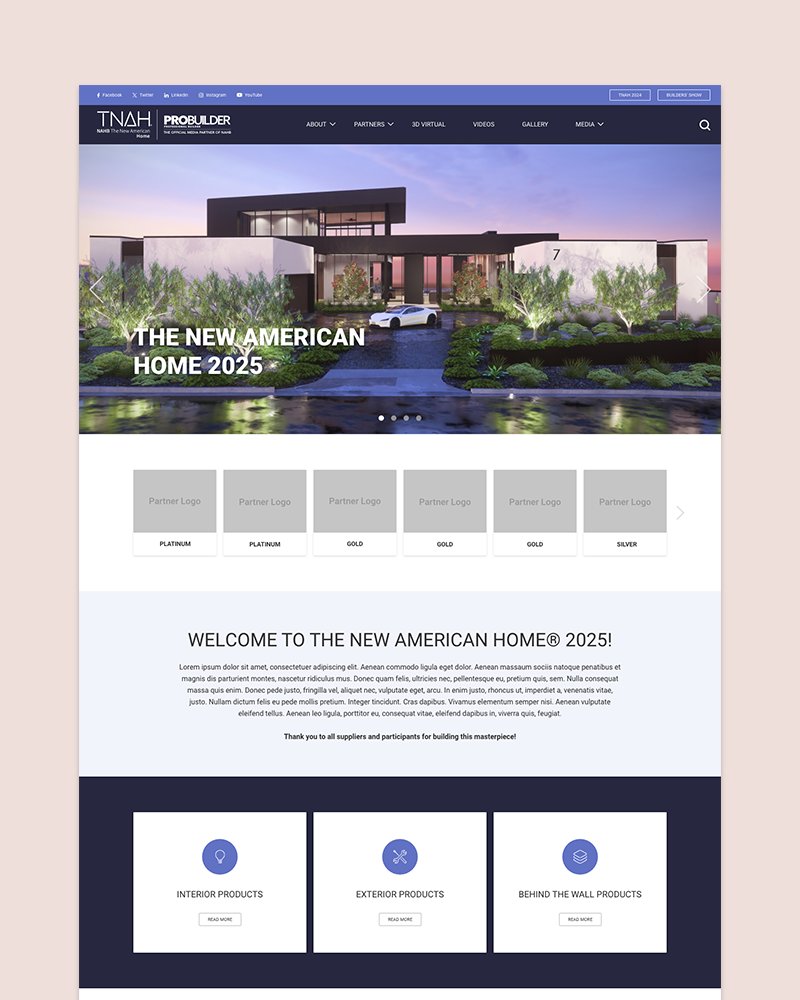 Facebook Twitter LinkedIn Instagram YouTube TNAH 2024 BUILDERS' SHOW
TNAH
NAHB The New American Home
PROBUILDER
PROFESSIONAL BUILDER
THE OFFICIAL MEDIA PARTNER OF NAHB
ABOUT PARTNERS 3D VIRTUAL VIDEOS GALLERY MEDIA
7
THE NEW AMERICAN
HOME 2025
Partner Logo Partner Logo Partner Logo Partner Logo Partner Logo Partner Logo
PLATINUM PLATINUM GOLD GOLD GOLD SILVER
WELCOME TO THE NEW AMERICAN HOME® 2025!
Lorem ipsum dolor sit amet, consectetuer adipiscing elit. Aenean commodo ligula eget dolor. Aenean massaum sociis natoque penatibus et
magnis dis parturient montes, nascetur ridiculus mus. Donec quam felis, ultricies nec, pellentesque eu, pretium quis, sem. Nulla consequat
massa quis enim. Donec pede justo, fringilla vel, aliquet nec, vulputate eget, arcu. In enim justo, rhoncus ut, imperdiet a, venenatis vitae,
justo. Nullam dictum felis eu pede mollis pretium. Integer tincidunt. Cras dapibus. Vivamus elementum semper nisi. Aenean vulputate
eleifend tellus. Aenean leo ligula, porttitor eu, consequat vitae, eleifend dapibus in, viverra quis, feugiat.
Thank you to all suppliers and participants for building this masterpiece!
INTERIOR PRODUCTS EXTERIOR PRODUCTS BEHIND THE WALL PRODUCTS
READ MORE READ MORE READ MORE